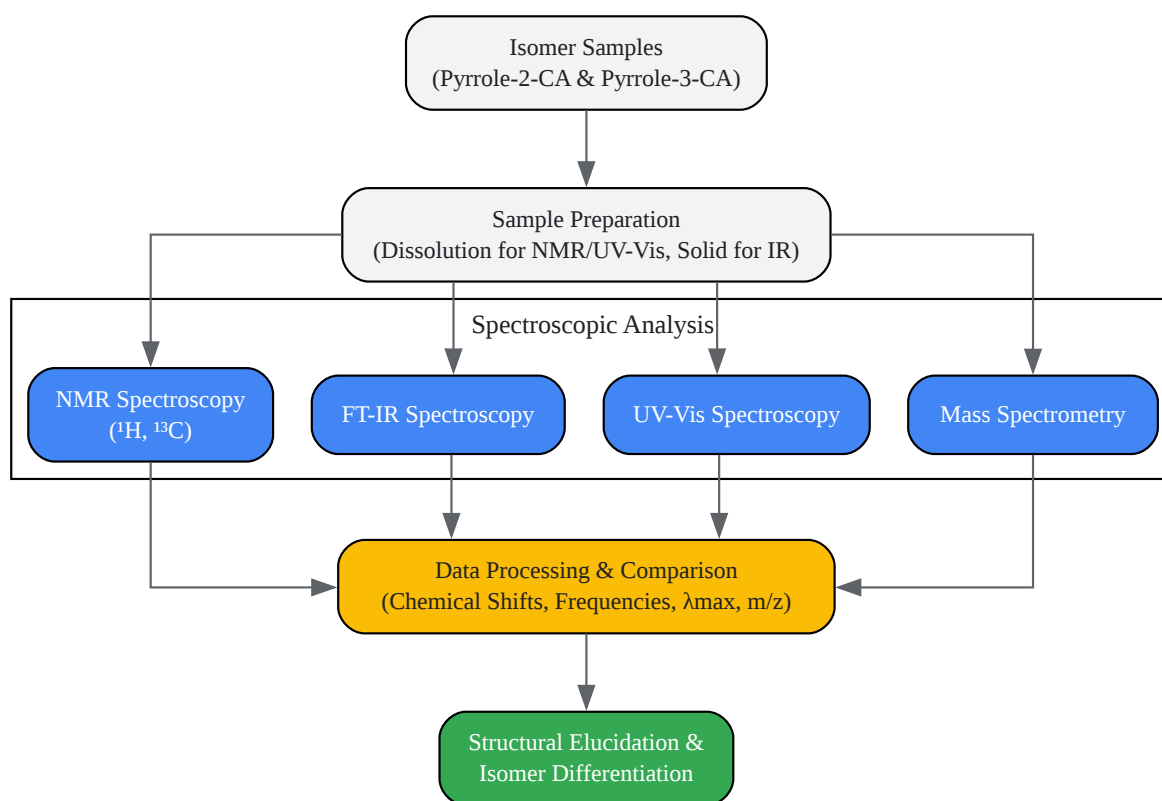 Isomer Samples
(Pyrrole-2-CA & Pyrrole-3-CA)
Sample Preparation
(Dissolution for NMR/UV-Vis, Solid for IR)
Spectroscopic Analysis
NMR Spectroscopy
(¹H, ¹³C)
FT-IR Spectroscopy
UV-Vis Spectroscopy
Mass Spectrometry
Data Processing & Comparison
(Chemical Shifts, Frequencies, λmax, m/z)
Structural Elucidation &
Isomer Differentiation